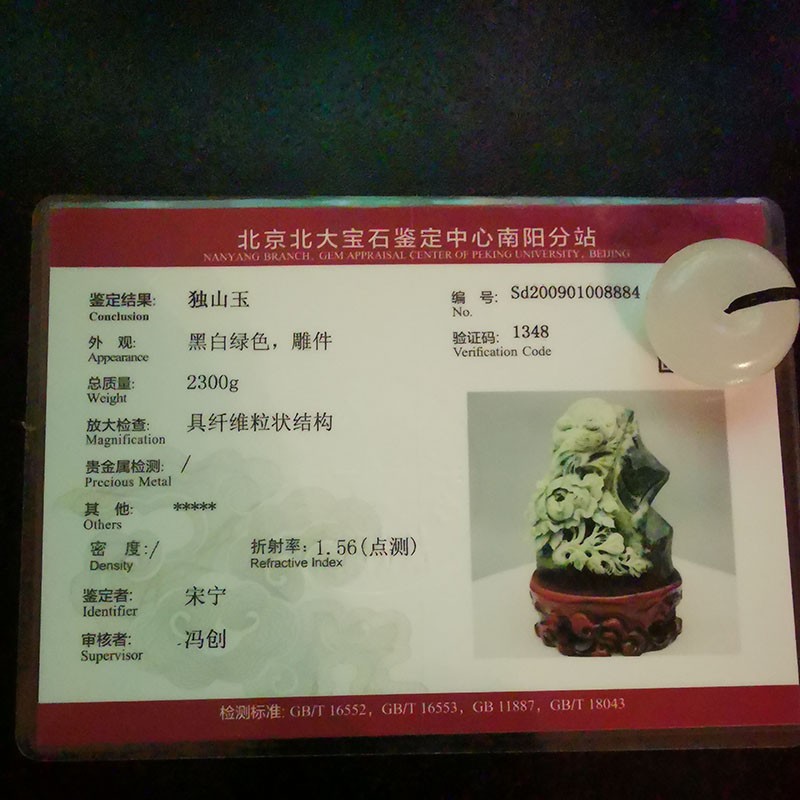 北京北大宝石鉴定中心南阳分站
NANYANG BRANCH, GEM APPRAISAL CENTER OF PEKING UNIVERSITY, BEIJING
鉴定结果: 独山玉
Conclusion
外 观: 黑白绿色，雕件
Appearance
总质量: 2300g
Weight
放大检查: 具纤维粒状结构
Magnification
贵金属检测: /
Precious Metal
其 他: *****
Others
密 度:/ 折射率: 1.56(点测)
Density Refractive Index
鉴定者: 宋宁
Identifier
审核者: 冯创
Supervisor
编 号: Sd200901008884
No.
验证码: 1348
Verification Code
检测标准: GB/T 16552, GB/T 16553, GB 11887, GB/T 18043